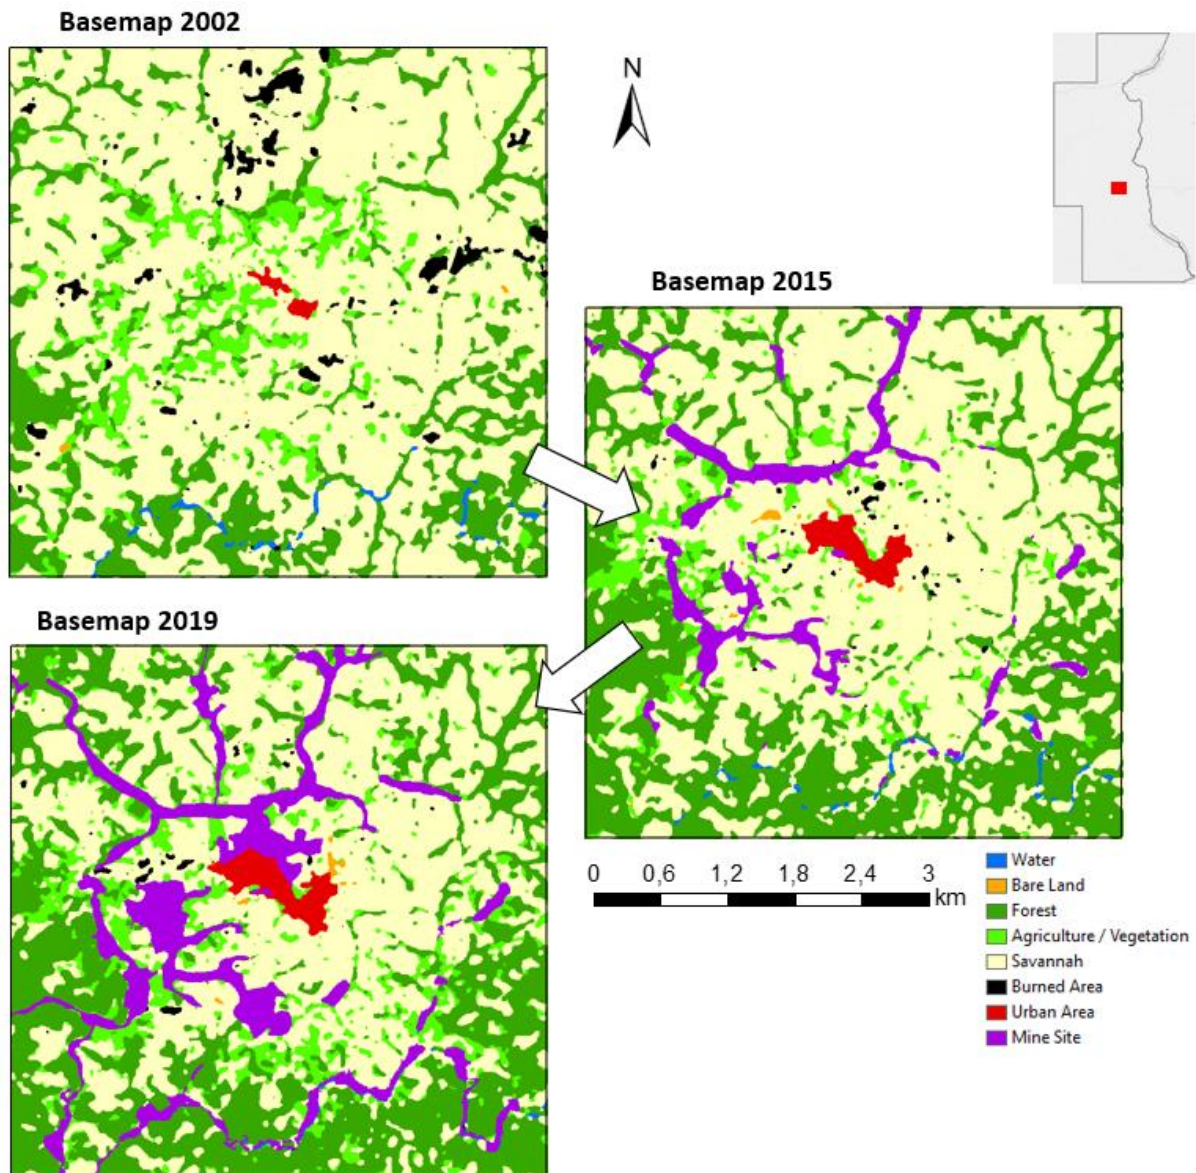 Basemap 2002
N
Basemap 2015
Basemap 2019
0 0,6 1,2 1,8 2,4 3
km
Water
Bare Land
Forest
Agriculture / Vegetation
Savannah
Burned Area
Urban Area
Mine Site